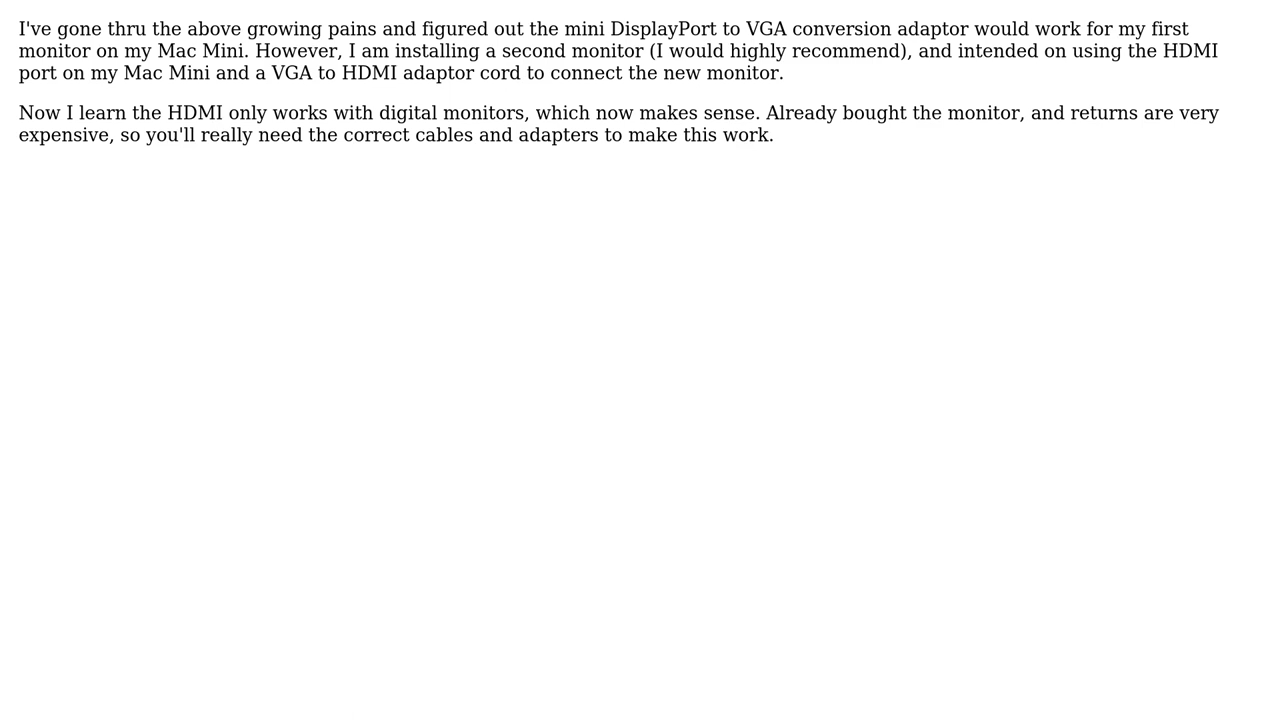 I've gone thru the above growing pains and figured out the mini DisplayPort to VGA conversion adaptor would work for my first
monitor on my Mac Mini. However, I am installing a second monitor (I would highly recommend), and intended on using the HDMI
port on my Mac Mini and a VGA to HDMI adaptor cord to connect the new monitor.
Now I learn the HDMI only works with digital monitors, which now makes sense. Already bought the monitor, and returns are very
expensive, so you'll really need the correct cables and adapters to make this work.